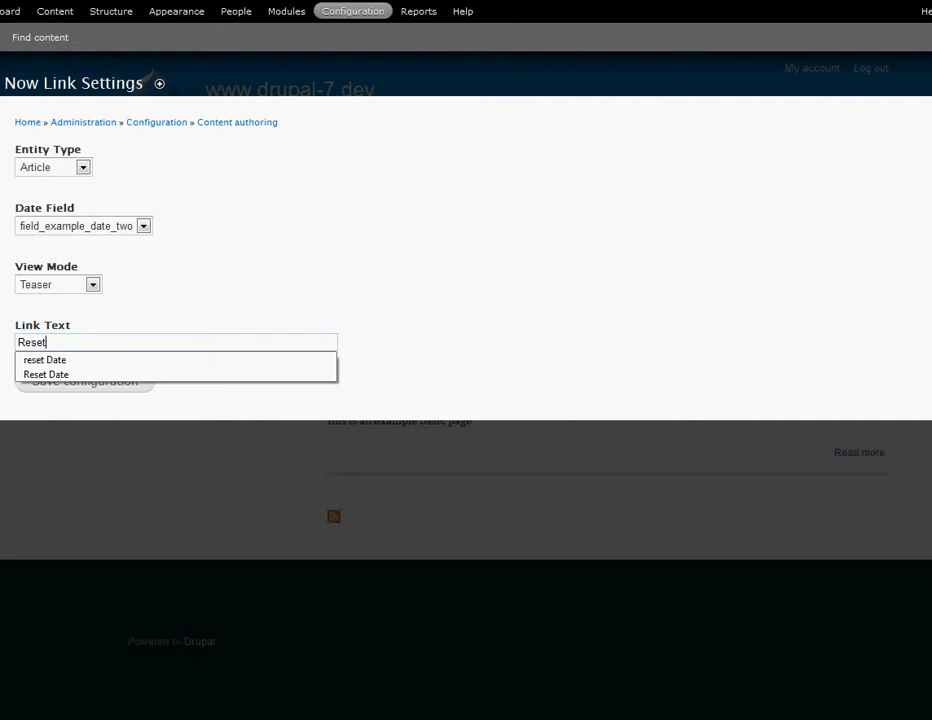 oard Content Structure Appearance People Modules Configuration Reports Help He
Find content
My account Log out
Now Link Settings
www.drupal-7.dev
Home » Administration » Configuration » Content authoring
Entity Type
Article
Date Field
field_example_date_two
View Mode
Teaser
Link Text
Reset
reset Date
Reset Date
Save configuration
this is an example basic page
Read more
Powered by Drupal